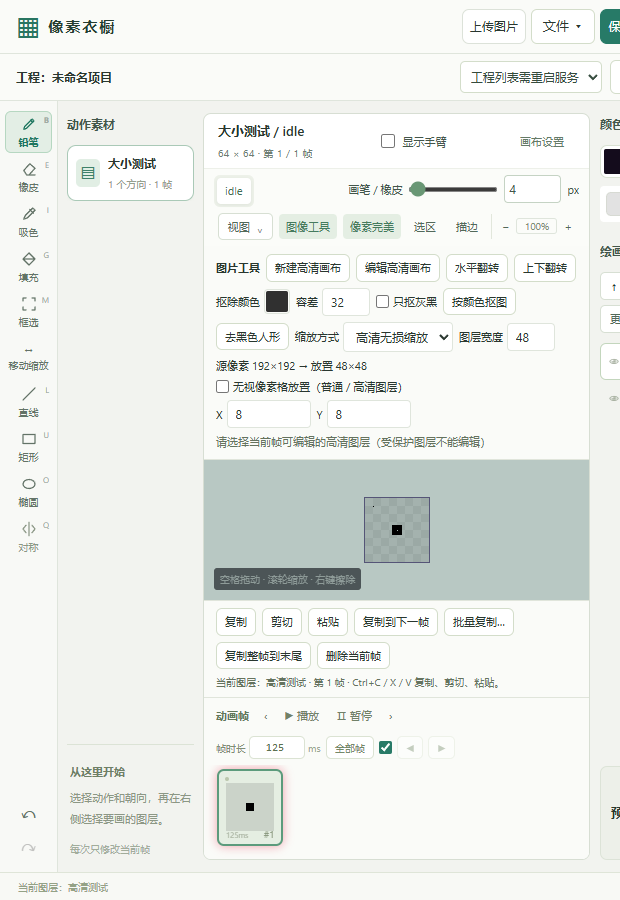 像素衣橱
上传图片 文件 保
工程：未命名项目
工程列表需重启服务
B
铅笔
E
橡皮
I
吸色
G
填充
M
框选
移动缩放
L
直线
U
矩形
O
椭圆
Q
对称
动作素材
大小测试
1 个方向 · 1 帧
从这里开始
选择动作和朝向，再在右
侧选择要画的图层。
每次只修改当前帧
大小测试 / idle
64 × 64 · 第 1 / 1 帧
显示手臂 画布设置
idle 画笔 / 橡皮 4 px
视图 图像工具 像素完美 选区 描边 − 100% +
图片工具 新建高清画布 编辑高清画布 水平翻转 上下翻转
抠除颜色 容差 32 只抠灰黑 按颜色抠图
去黑色人形 缩放方式 高清无损缩放 图层宽度 48
源像素 192×192 → 放置 48×48
无视像素格放置（普通 / 高清图层）
X 8 Y 8
请选择当前帧可编辑的高清图层（受保护图层不能编辑）
空格拖动 · 滚轮缩放 · 右键擦除
复制 剪切 粘贴 复制到下一帧 批量复制...
复制整帧到末尾 删除当前帧
当前图层：高清测试 · 第 1 帧 · Ctrl+C / X / V 复制、剪切、粘贴。
动画帧 ‹ ▶ 播放 暂停 ›
帧时长 125 ms 全部帧 ◀ ▶
125ms #1
颜色
绘画
↑
更
预
当前图层：高清测试